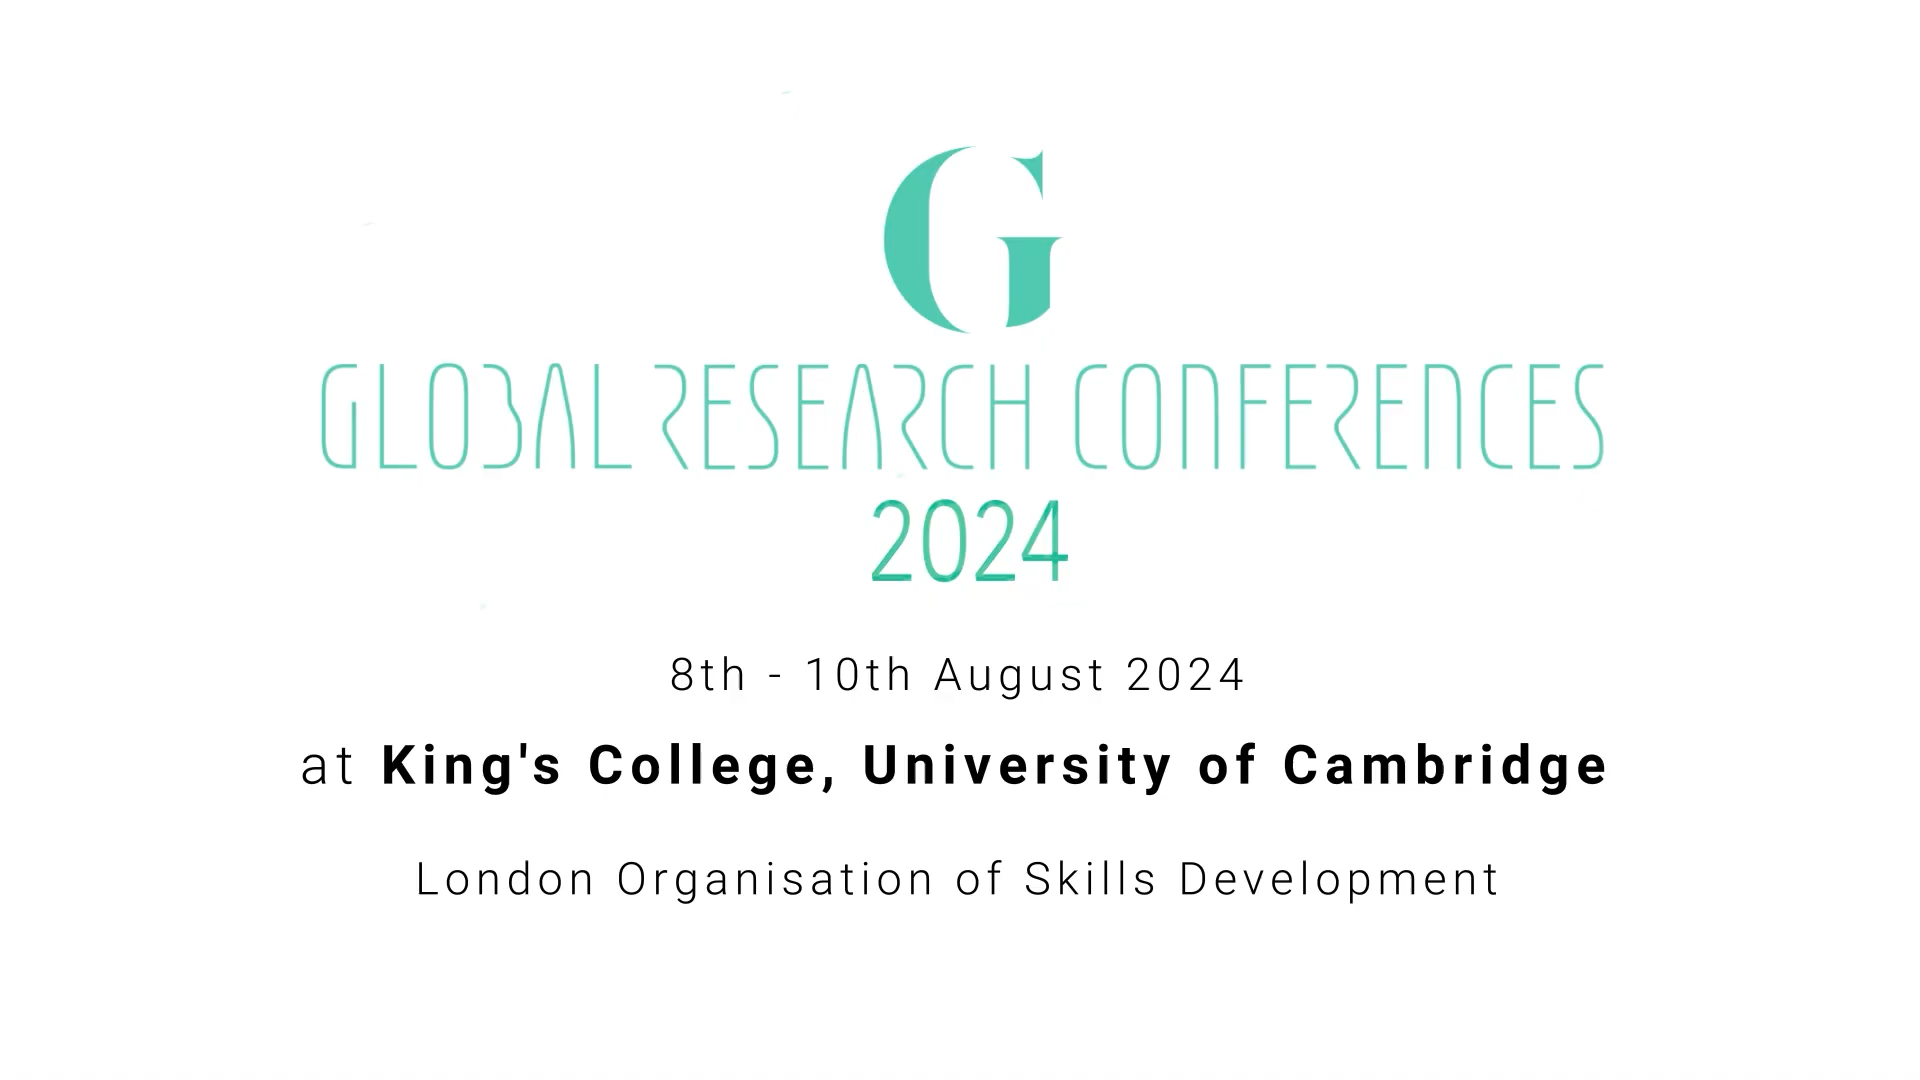 G
GLOBAL RESEARCH CONFERENCES
2024
8th - 10th August 2024
at King's College, University of Cambridge
London Organisation of Skills Development